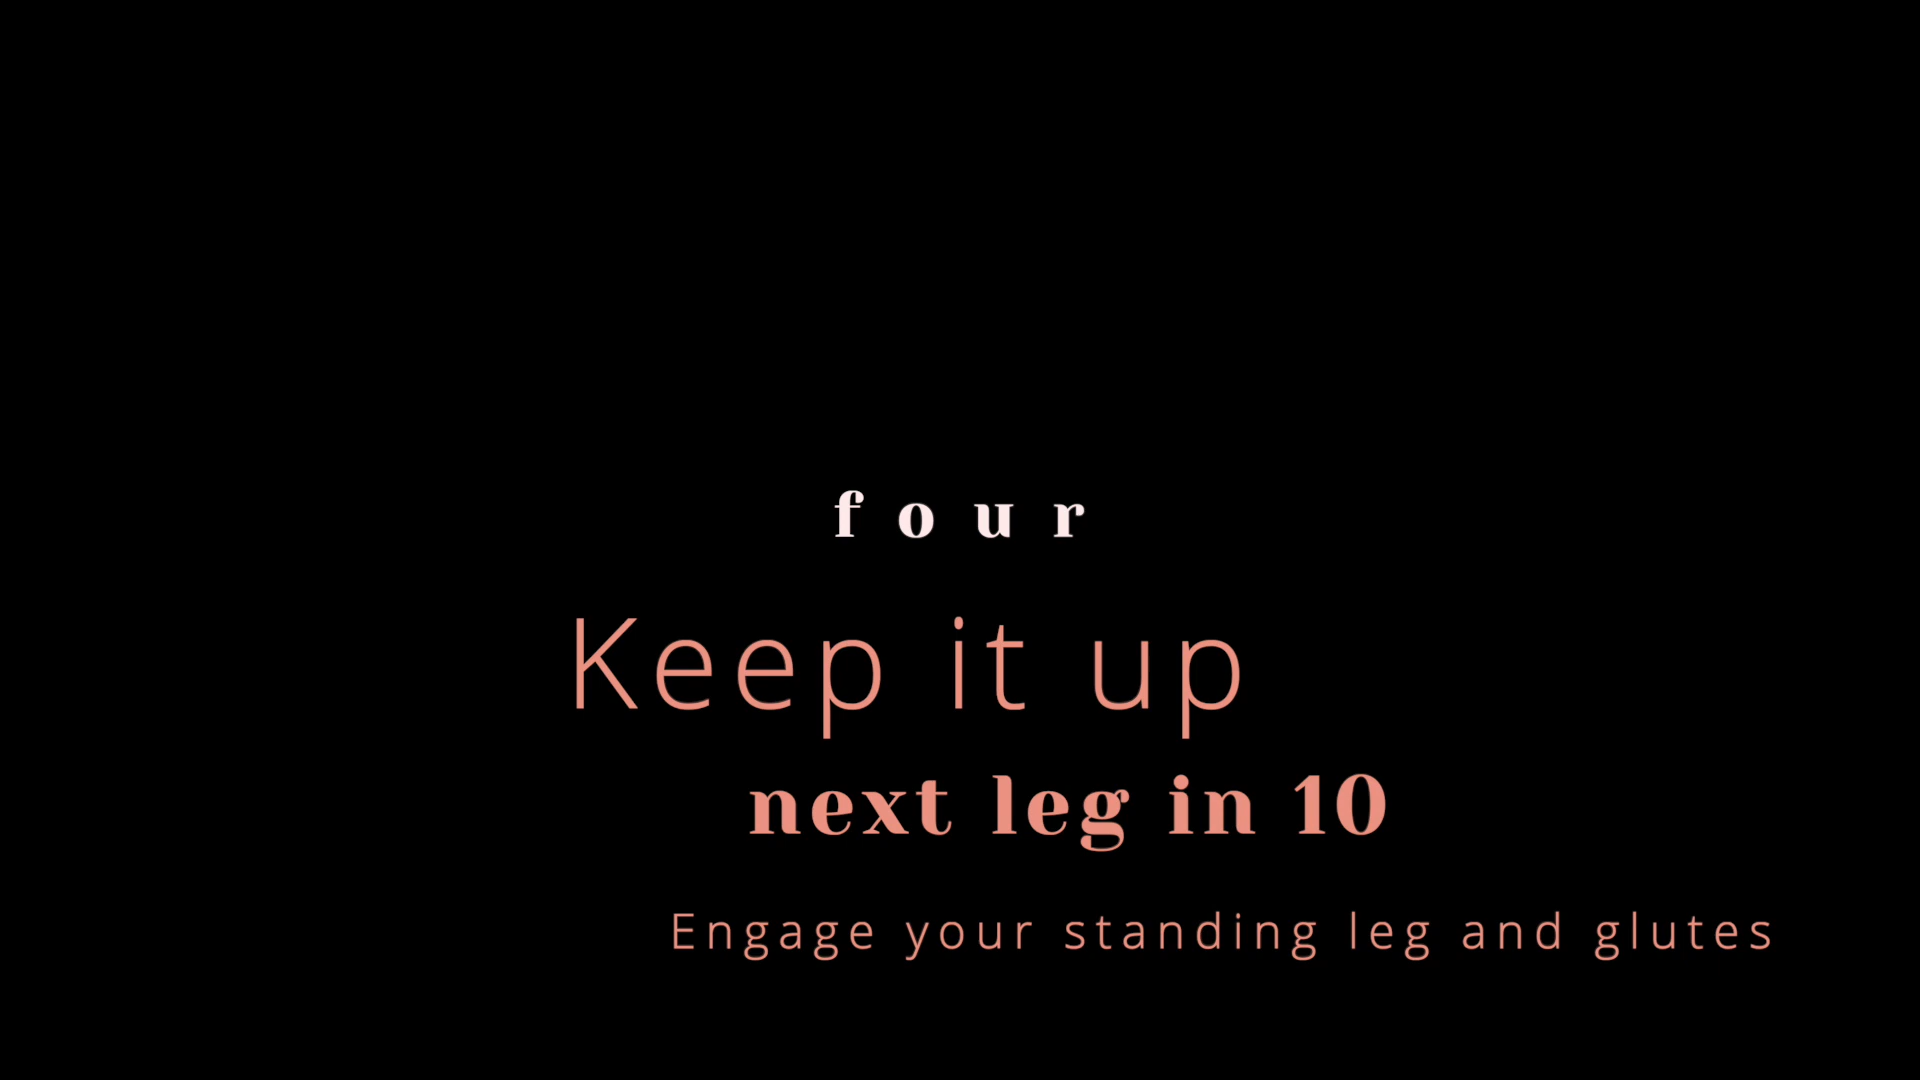 four
Keep it up
next leg in 10
Engage your standing leg and glutes